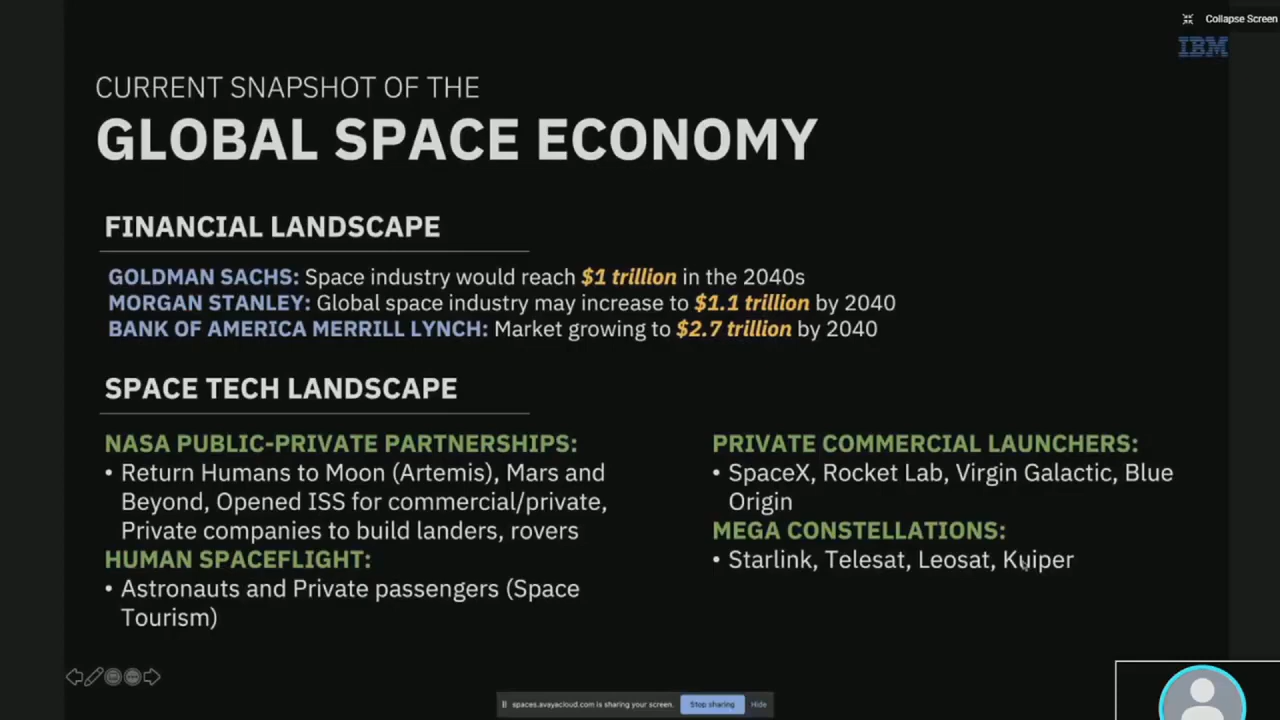 Collapse Screen
IBM
CURRENT SNAPSHOT OF THE
GLOBAL SPACE ECONOMY
FINANCIAL LANDSCAPE
GOLDMAN SACHS: Space industry would reach $1 trillion in the 2040s
MORGAN STANLEY: Global space industry may increase to $1.1 trillion by 2040
BANK OF AMERICA MERRILL LYNCH: Market growing to $2.7 trillion by 2040
SPACE TECH LANDSCAPE
NASA PUBLIC-PRIVATE PARTNERSHIPS:
• Return Humans to Moon (Artemis), Mars and
Beyond, Opened ISS for commercial/private,
Private companies to build landers, rovers
HUMAN SPACEFLIGHT:
• Astronauts and Private passengers (Space
Tourism)
PRIVATE COMMERCIAL LAUNCHERS:
• SpaceX, Rocket Lab, Virgin Galactic, Blue
Origin
MEGA CONSTELLATIONS:
• Starlink, Telesat, Leosat, Kuiper
spaces.avayacloud.com is sharing your screen.
Stop sharing
Hide